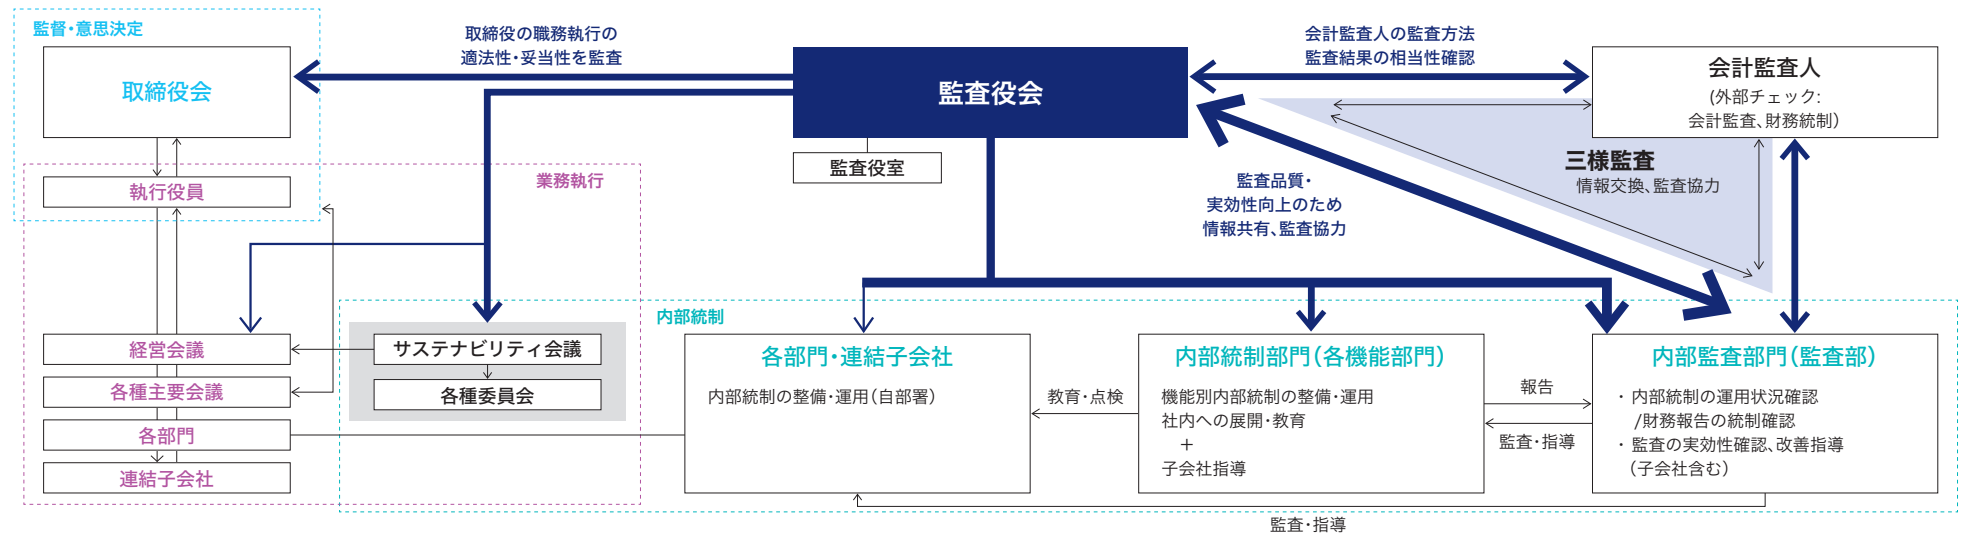 監督・意思決定
取締役会
執行役員
業務執行
経営会議
各種主要会議
各部門
連結子会社
取締役の職務執行の
適法性・妥当性を監査
監査役会
監査役室
会計監査人の監査方法
監査結果の相当性確認
会計監査人
(外部チェック:
会計監査、財務統制)
三様監査
情報交換、監査協力
監査品質・
実効性向上のため
情報共有、監査協力
サステナビリティ会議
各種委員会
内部統制
各部門・連結子会社
内部統制の整備・運用(自部署)
教育・点検
内部統制部門(各機能部門)
機能別内部統制の整備・運用
社内への展開・教育
+
子会社指導
報告
監査・指導
内部監査部門(監査部)
・ 内部統制の運用状況確認
/財務報告の統制確認
・ 監査の実効性確認、改善指導
(子会社含む)
監査・指導